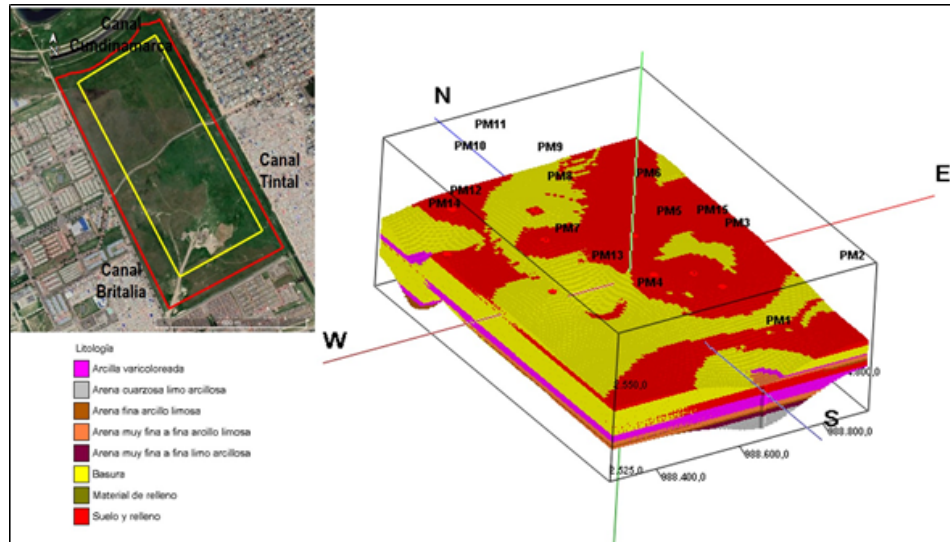 Canal
Cundinamarca
Canal
Tintal
Canal
Britalia
Litología
Arcilla varicoloreada
Arena cuarzosa limo arcillosa
Arena fina arcillo limosa
Arena muy fina a fina arcillo limosa
Arena muy fina a fina limo arcillosa
Basura
Material de relleno
Suelo y relleno
N
PM11
PM10
PM9
PM8
PM6
PM12
PM14
PM5
PM15
PM3
PM7
PM13
PM4
PM2
PM1
E
W
S
2.550,0
2.525,0
988.400,0
988.600,0
988.800,0